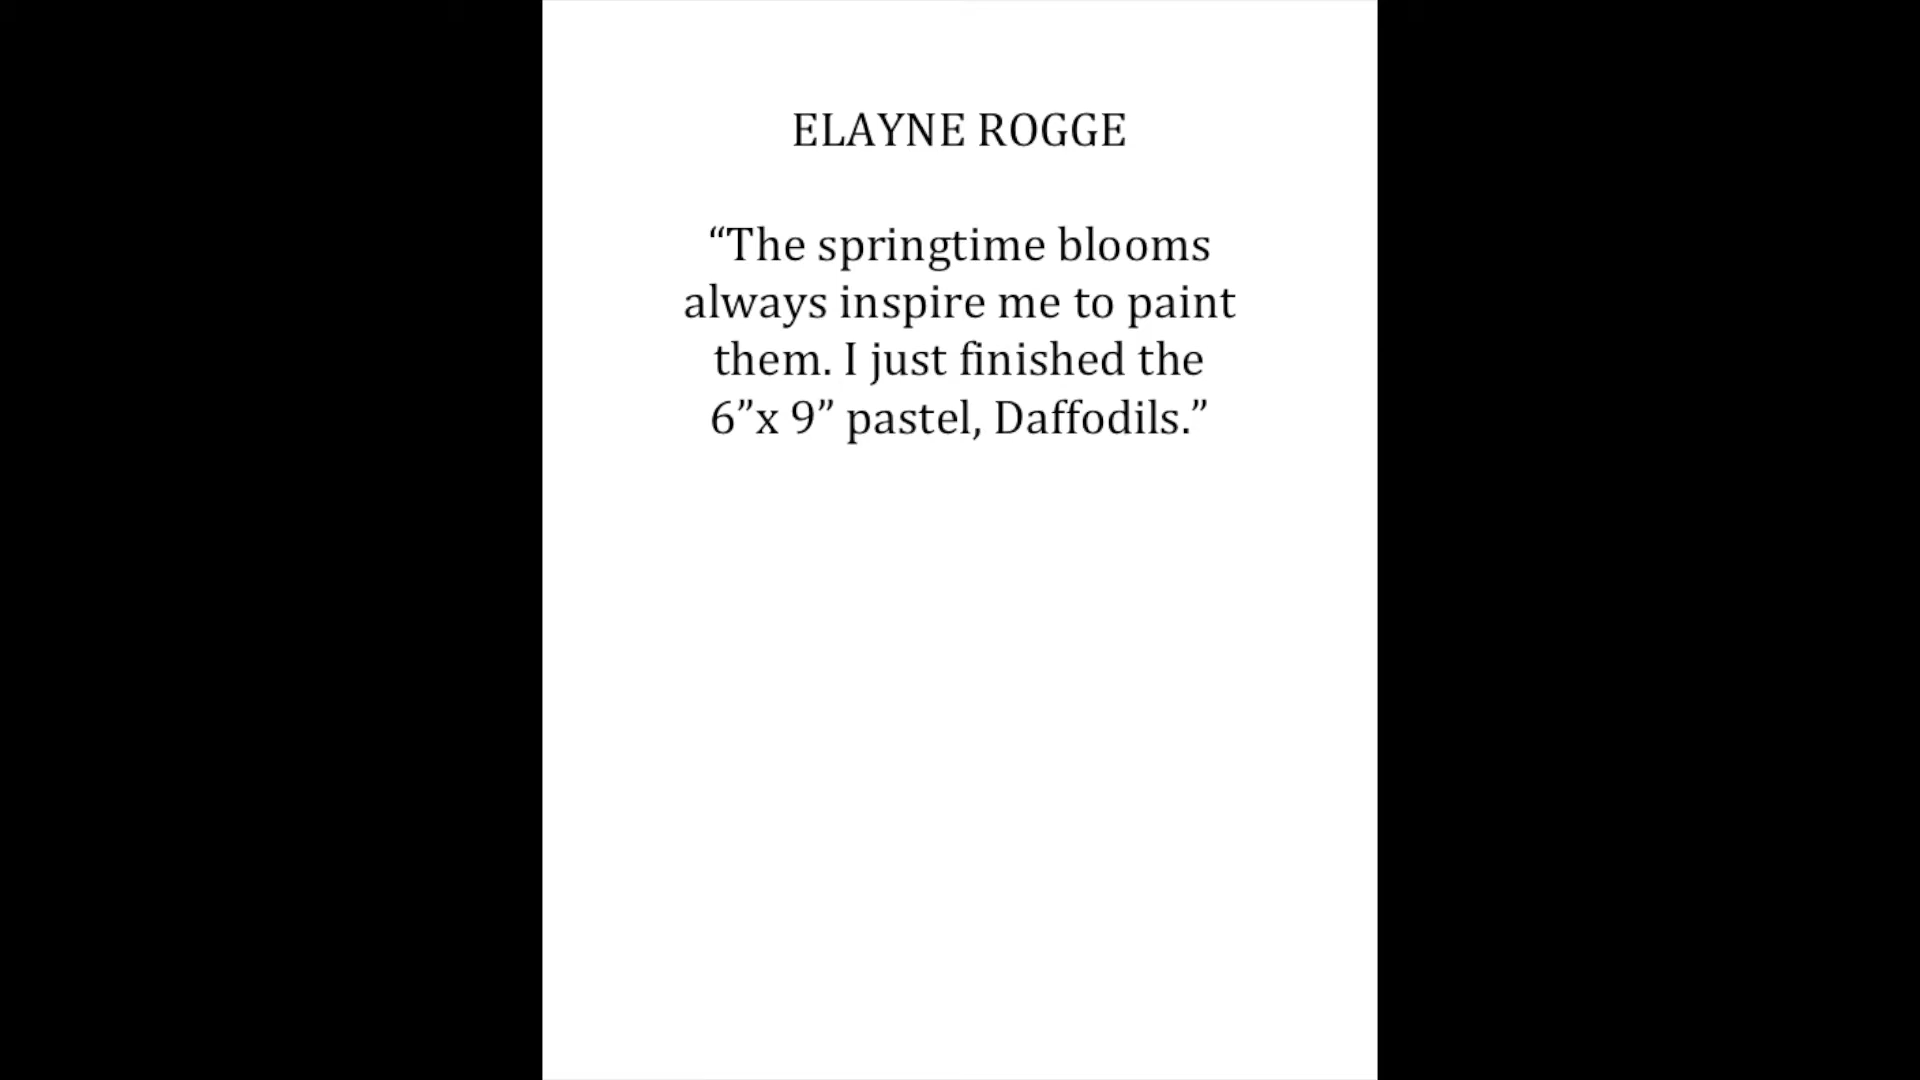 ELAYNE ROGGE
“The springtime blooms
always inspire me to paint
them. I just finished the
6”x 9” pastel, Daffodils.”